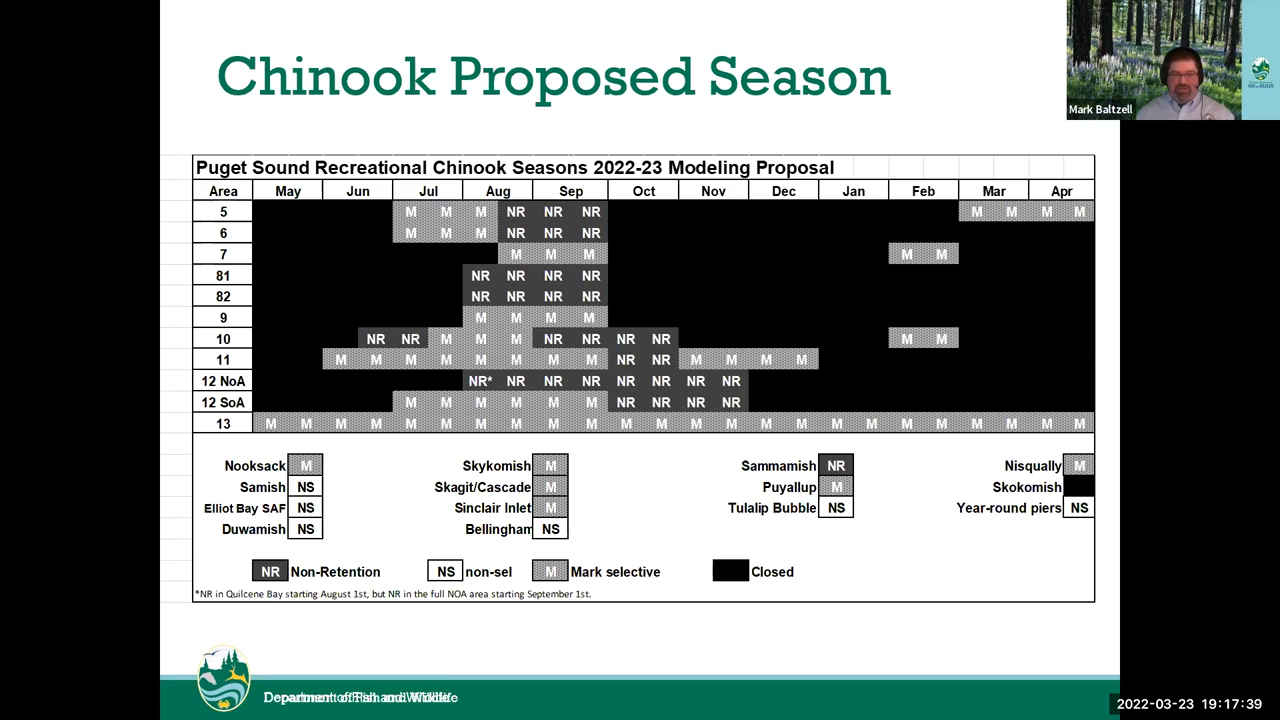 Chinook Proposed Season
Mark Baltzell
Puget Sound Recreational Chinook Seasons 2022-23 Modeling Proposal
Area May Jun Jul Aug Sep Oct Nov Dec Jan Feb Mar Apr
5 M M M NR NR NR M M M M
6 M M M NR NR NR
7 M M M M M
81 NR NR NR NR
82 NR NR NR NR
9 M M M M
10 NR NR M M M NR NR NR NR M M
11 M M M M M M M M NR NR M M M M
12 NoA NR* NR NR NR NR NR NR NR
12 SoA M M M M M M NR NR NR NR
13 M M M M M M M M M M M M M M M M M M M M M M M M
Nooksack M Skykomish M Sammamish NR Nisqually M
Samish NS Skagit/Cascade M Puyallup M Skokomish
Elliot Bay SAF NS Sinclair Inlet M Tulalip Bubble NS Year-round piers NS
Duwamish NS Bellingham NS
NR Non-Retention NS non-sel M Mark selective Closed
*NR in Quilcene Bay starting August 1st, but NR in the full NOA area starting September 1st.
Department of Fish and Wildlife
2022-03-23 19:17:39